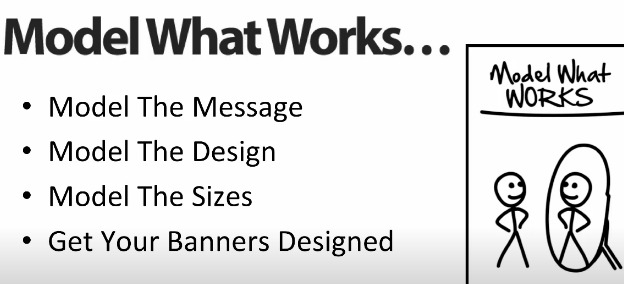 Model What Works...
• Model The Message
• Model The Design
• Model The Sizes
• Get Your Banners Designed
Model What
WORKS